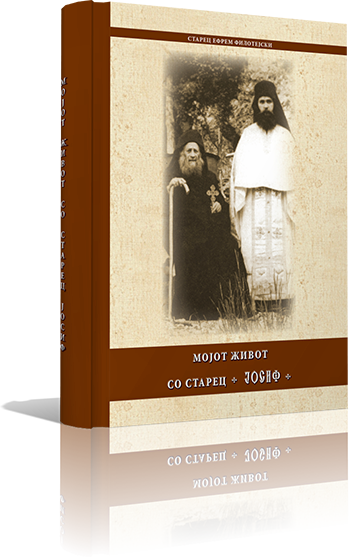 СТАРЕЦ ЕФРЕМ ФИЛОТЕЈСКИ
МОЈОТ ЖИВОТ
СО СТАРЕЦ ЈОСИФ
МОЈОТ ЖИВОТ СО СТАРЕЦ ЈОСИФ